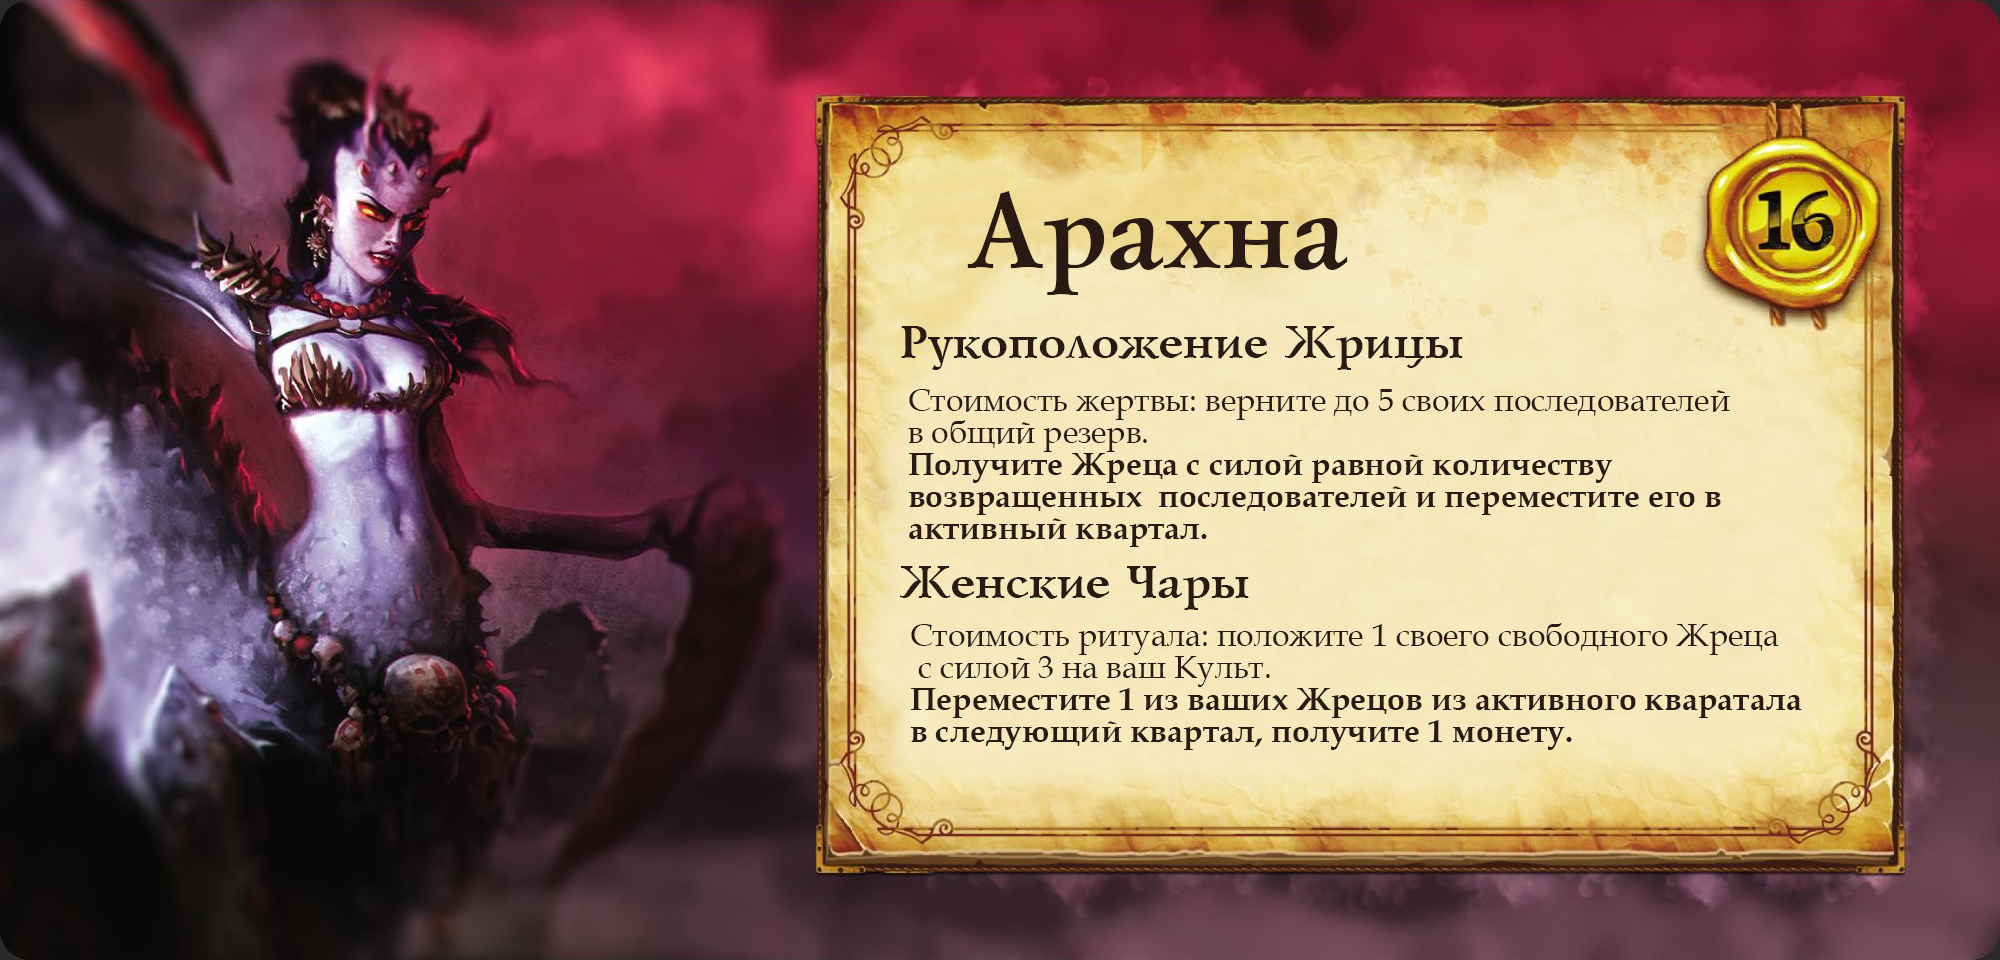 Арахна
16
Рукоположение Жрицы
Стоимость жертвы: верните до 5 своих последователей
в общий резерв.
Получите Жреца с силой равной количеству
возвращенных  последователей и переместите его в
активный квартал.
Женские Чары
Стоимость ритуала: положите 1 своего свободного Жреца
с силой 3 на ваш Культ.
Переместите 1 из ваших Жрецов из активного кваратала
в следующий квартал, получите 1 монету.